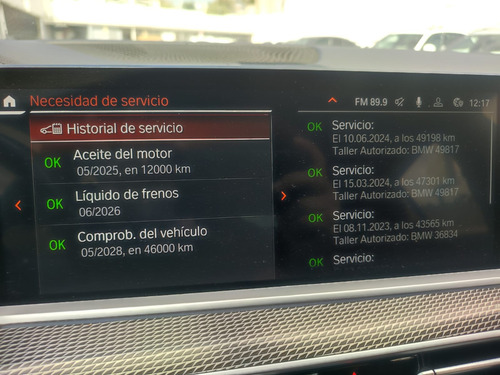 Necesidad de servicio
FM 89.9
12:17
Historial de servicio
OK Aceite del motor
05/2025, en 12000 km
OK Líquido de frenos
06/2026
OK Comprob. del vehículo
05/2028, en 46000 km
OK Servicio:
El 10.06.2024, a los 49198 km
Taller Autorizado: BMW 49817
OK Servicio:
El 15.03.2024, a los 47301 km
Taller Autorizado: BMW 49817
OK Servicio:
El 08.11.2023, a los 43565 km
Taller Autorizado: BMW 36834
OK Servicio: